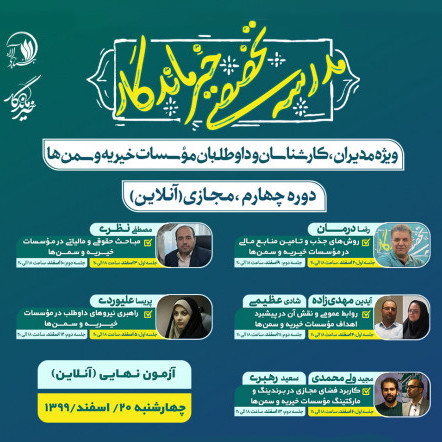 مدرسه تخصصی خیر ماندگار
خیر ماندگار
ویژه مدیران، کارشناسان و داوطلبان مؤسسات خیریه و سمن‌ها
دوره چهارم، مجازی (آنلاین)
رضا درمان
روش‌های جذب و تامین منابع مالی
در مؤسسات خیریه و سمن‌ها
مصطفی نظری
مباحث حقوقی و مالیاتی در مؤسسات
خیریه و سمن‌ها
آیدین مهدی‌زاده شادی عظیمی
روابط عمومی و نقش آن در پیشبرد
اهداف مؤسسات خیریه و سمن‌ها
پریسا علیوردی
راهبری نیروهای داوطلب در مؤسسات
خیریه و سمن‌ها
مجید ولی محمدی سعید رهبری
کاربرد فضای مجازی در برندینگ و
مارکتینگ مؤسسات خیریه و سمن‌ها
آزمون نهایی (آنلاین)
چهارشنبه ۲۰/ اسفند/ ۱۳۹۹